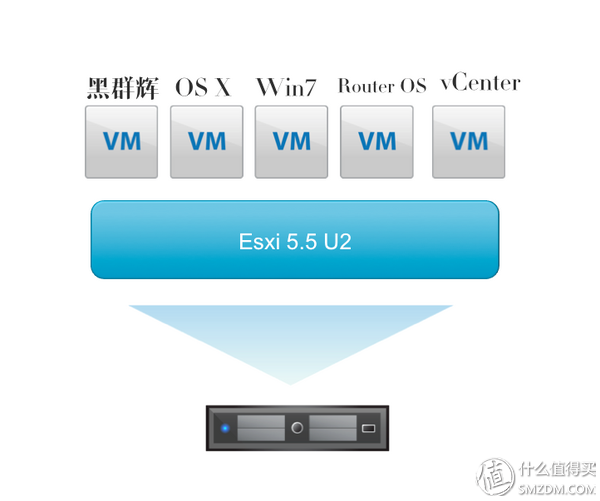 黑群辉 OS X Win7 Router OS vCenter
VM VM VM VM VM
Esxi 5.5 U2
值 什么值得买
SMZDM.COM